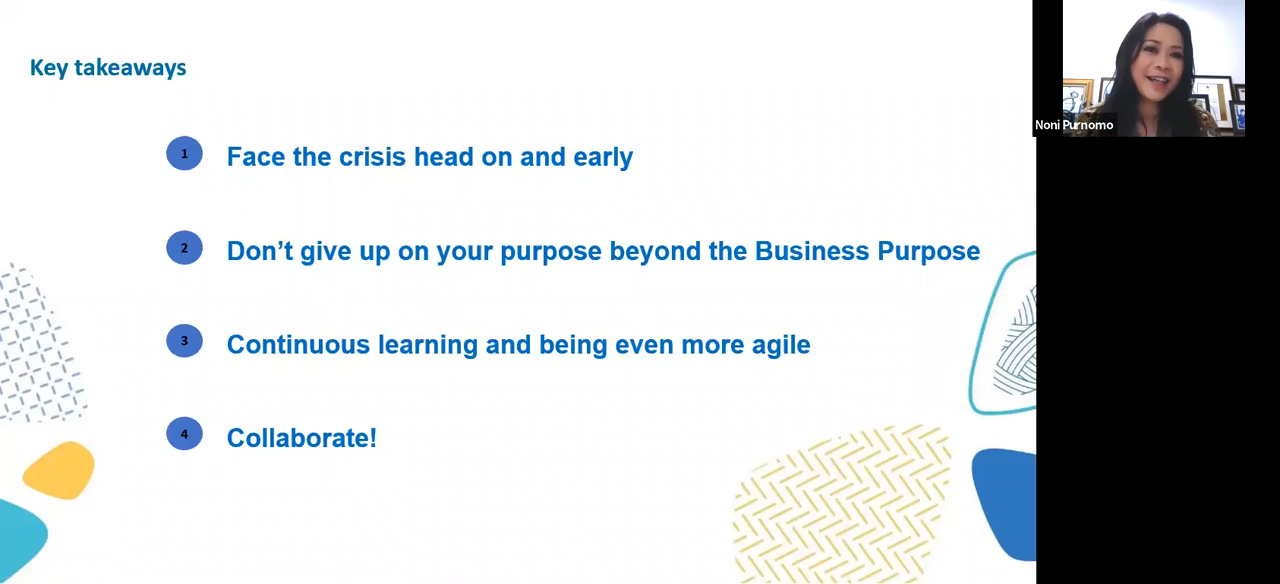 Key takeaways
1 Face the crisis head on and early
2 Don’t give up on your purpose beyond the Business Purpose
3 Continuous learning and being even more agile
4 Collaborate!
Noni Purnomo